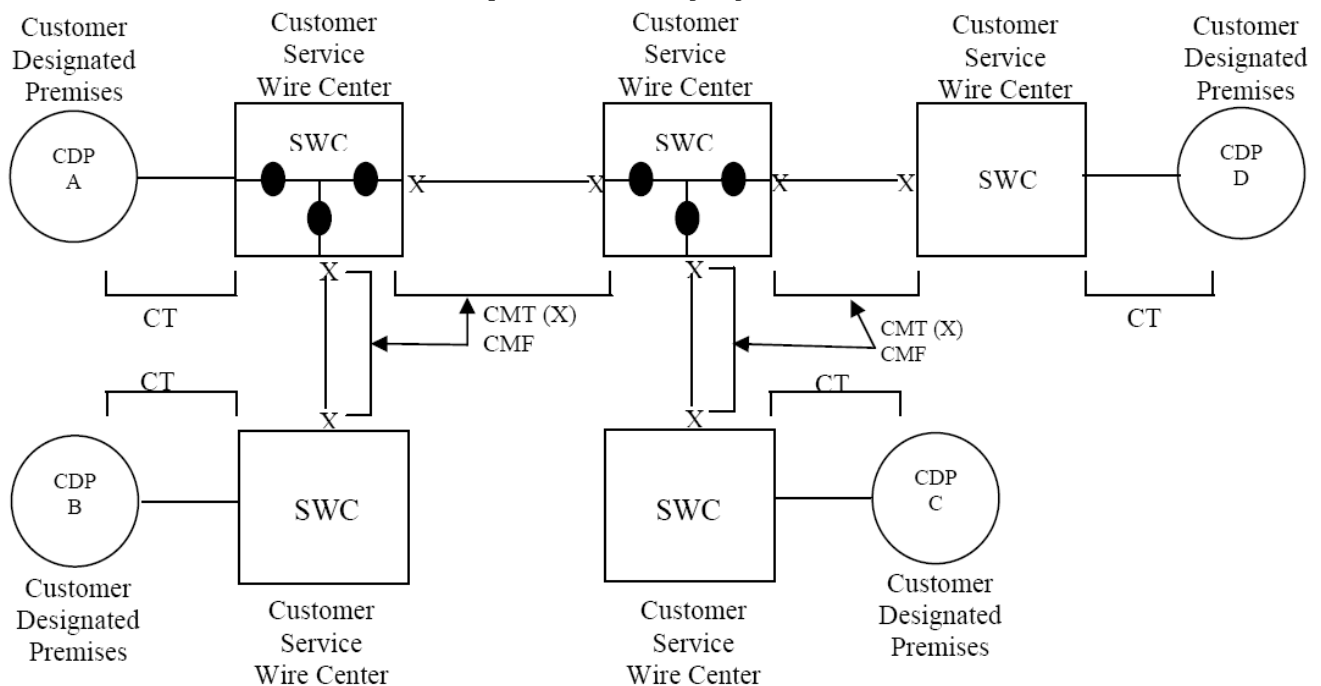 Customer
Designated
Premises
Customer
Service
Wire Center
Customer
Service
Wire Center
Customer
Service
Wire Center
Customer
Designated
Premises
CDP
A
SWC
X
X
SWC
X
X
SWC
CDP
D
X
X
CT
CMT (X)
CMF
CMT (X)
CMF
CT
CT
CT
X
X
CDP
B
SWC
SWC
CDP
C
Customer
Designated
Premises
Customer
Service
Wire Center
Customer
Service
Wire Center
Customer
Designated
Premises